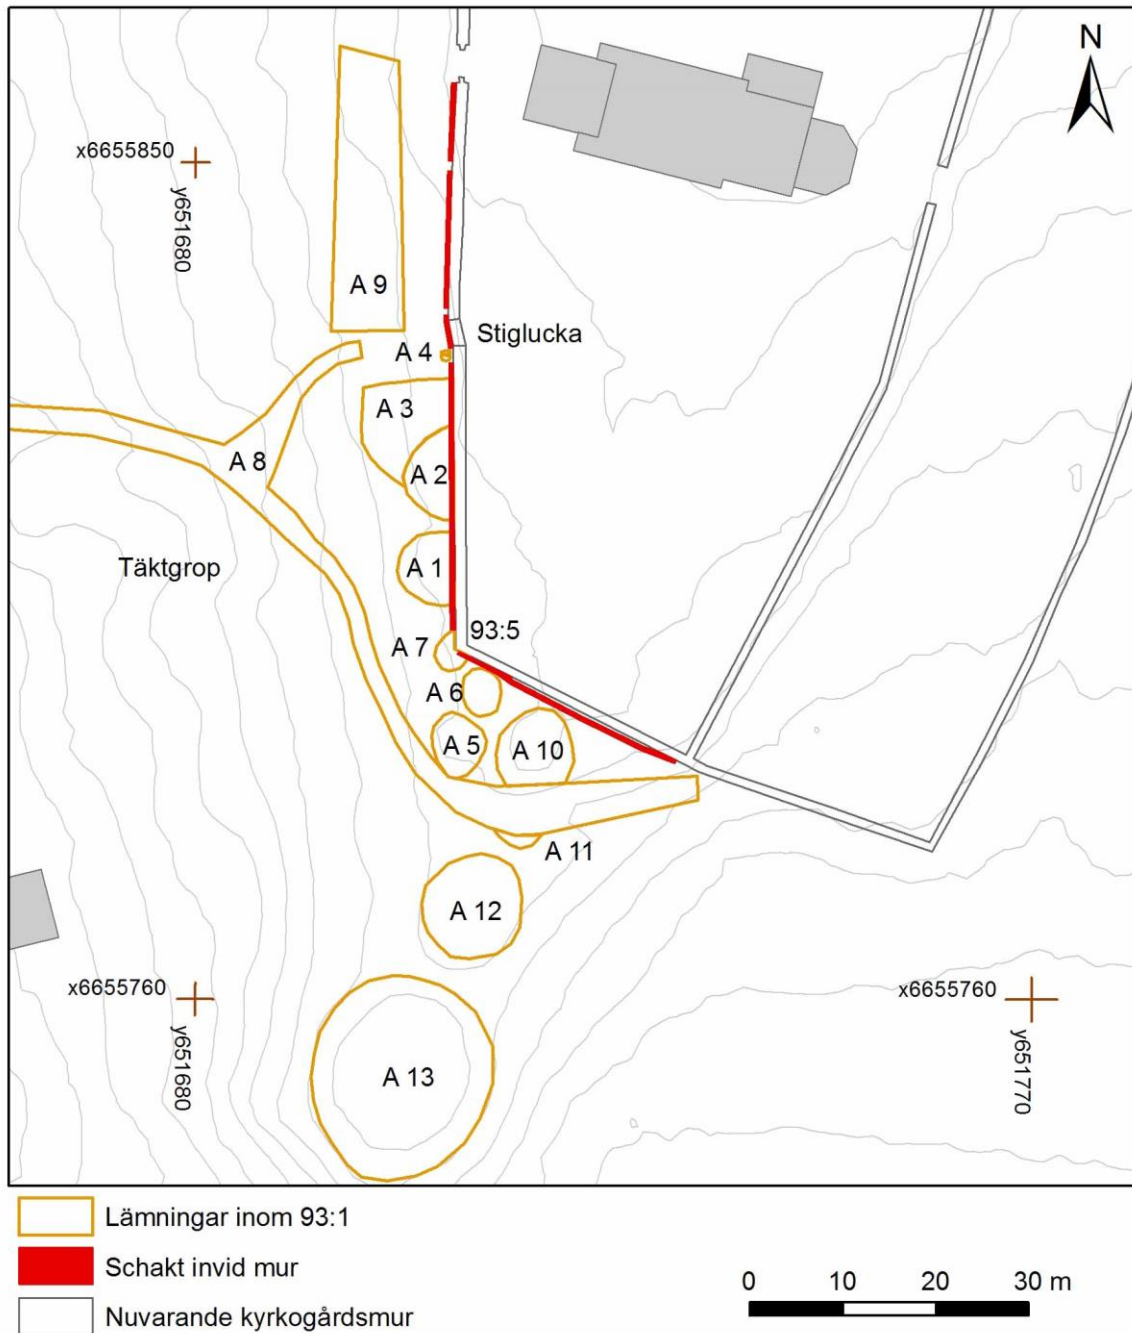 N
x6655850
y651680
A 9
Stiglucka
A 4
A 3
A 8
A 2
Täktgrop
A 1
93:5
A 7
A 6
A 5
A 10
A 11
A 12
x6655760
x6655760
y651680
y651770
A 13
Lämningar inom 93:1
Schakt invid mur
Nuvarande kyrkogårdsmur
0 10 20 30 m